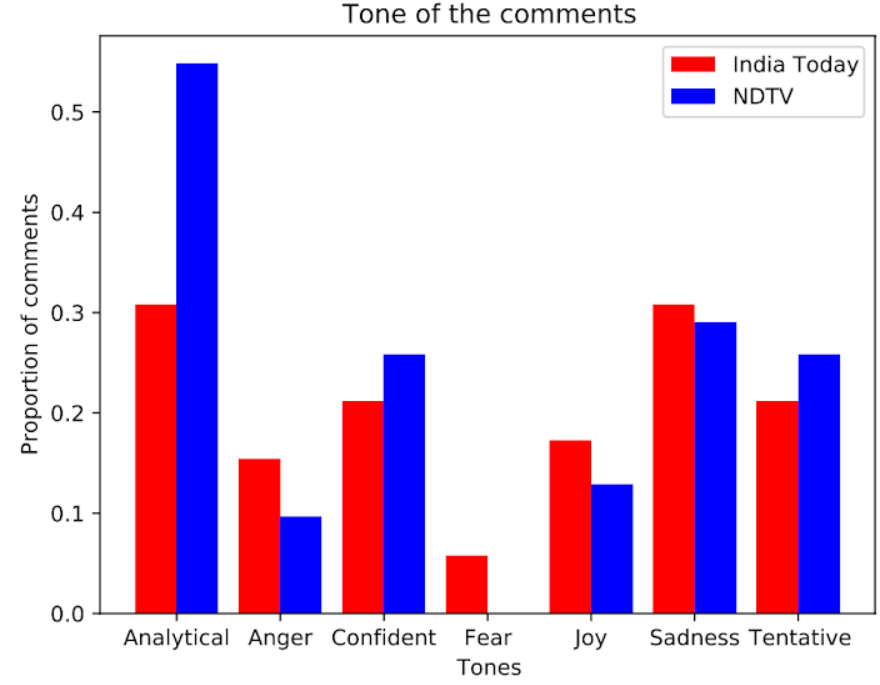 Tone of the comments
India Today
NDTV
Proportion of comments
0.5
0.4
0.3
0.2
0.1
0.0
Analytical Anger Confident Fear Joy Sadness Tentative
Tones